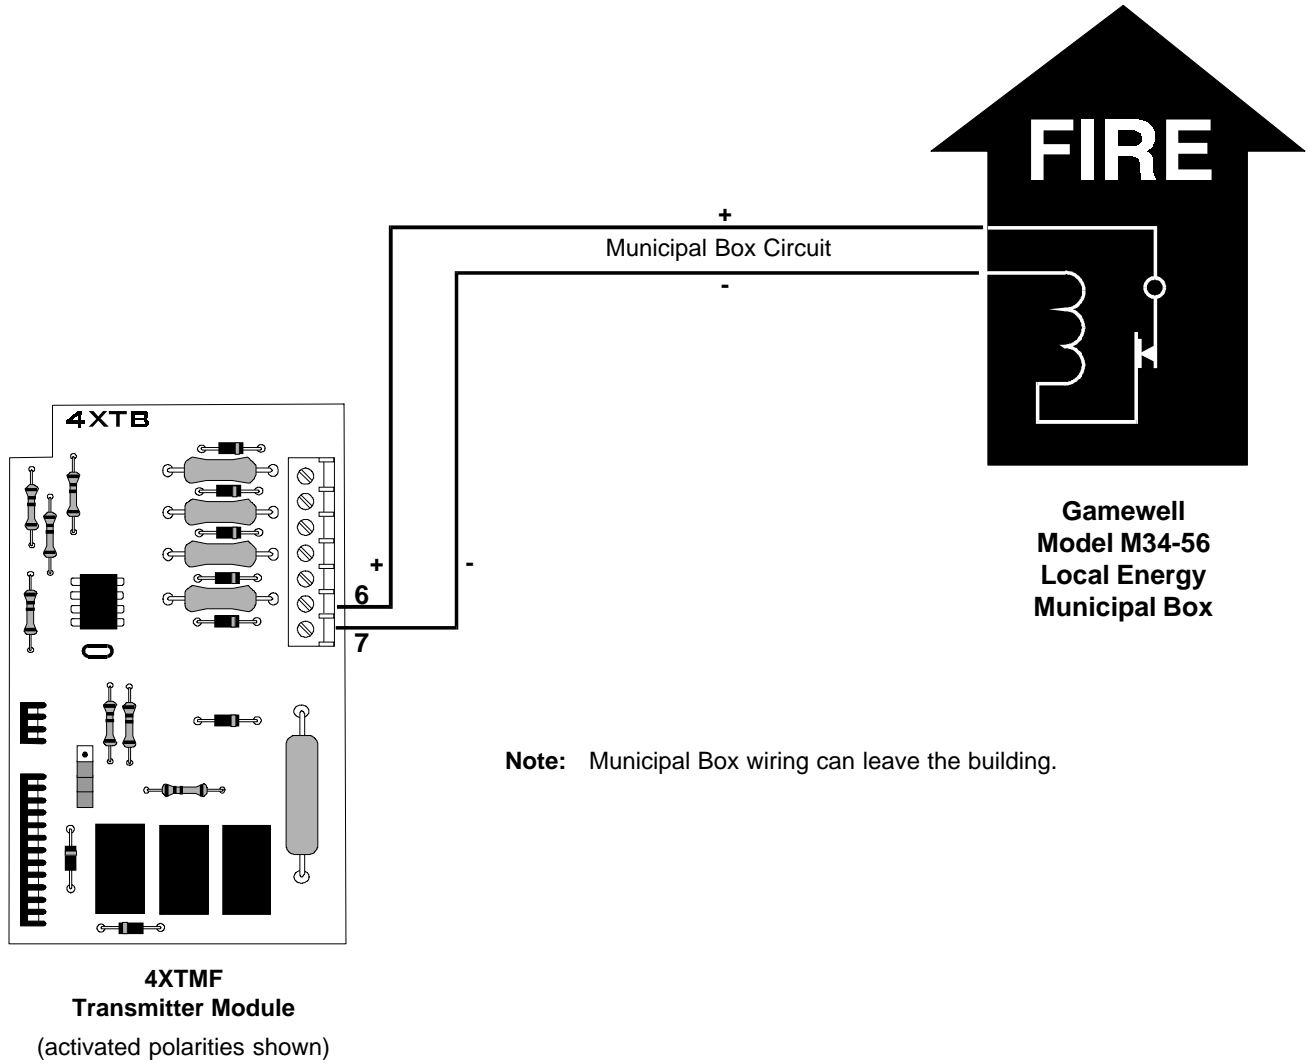 FIRE
+
Municipal Box Circuit
-
4XTB
Gamewell
Model M34-56
Local Energy
Municipal Box
+
-
6
7
Note: Municipal Box wiring can leave the building.
4XTMF
Transmitter Module
(activated polarities shown)